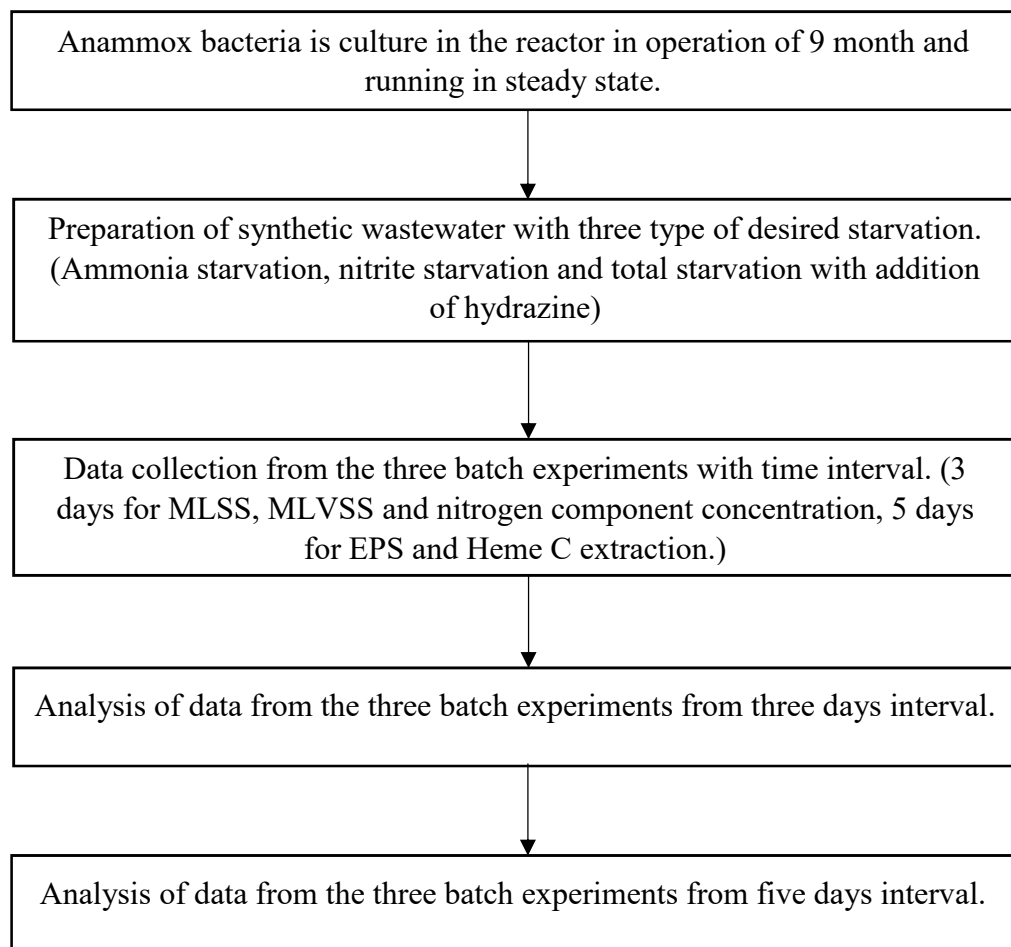 Anammox bacteria is culture in the reactor in operation of 9 month and
running in steady state.
Preparation of synthetic wastewater with three type of desired starvation.
(Ammonia starvation, nitrite starvation and total starvation with addition
of hydrazine)
Data collection from the three batch experiments with time interval. (3
days for MLSS, MLVSS and nitrogen component concentration, 5 days
for EPS and Heme C extraction.)
Analysis of data from the three batch experiments from three days interval.
Analysis of data from the three batch experiments from five days interval.